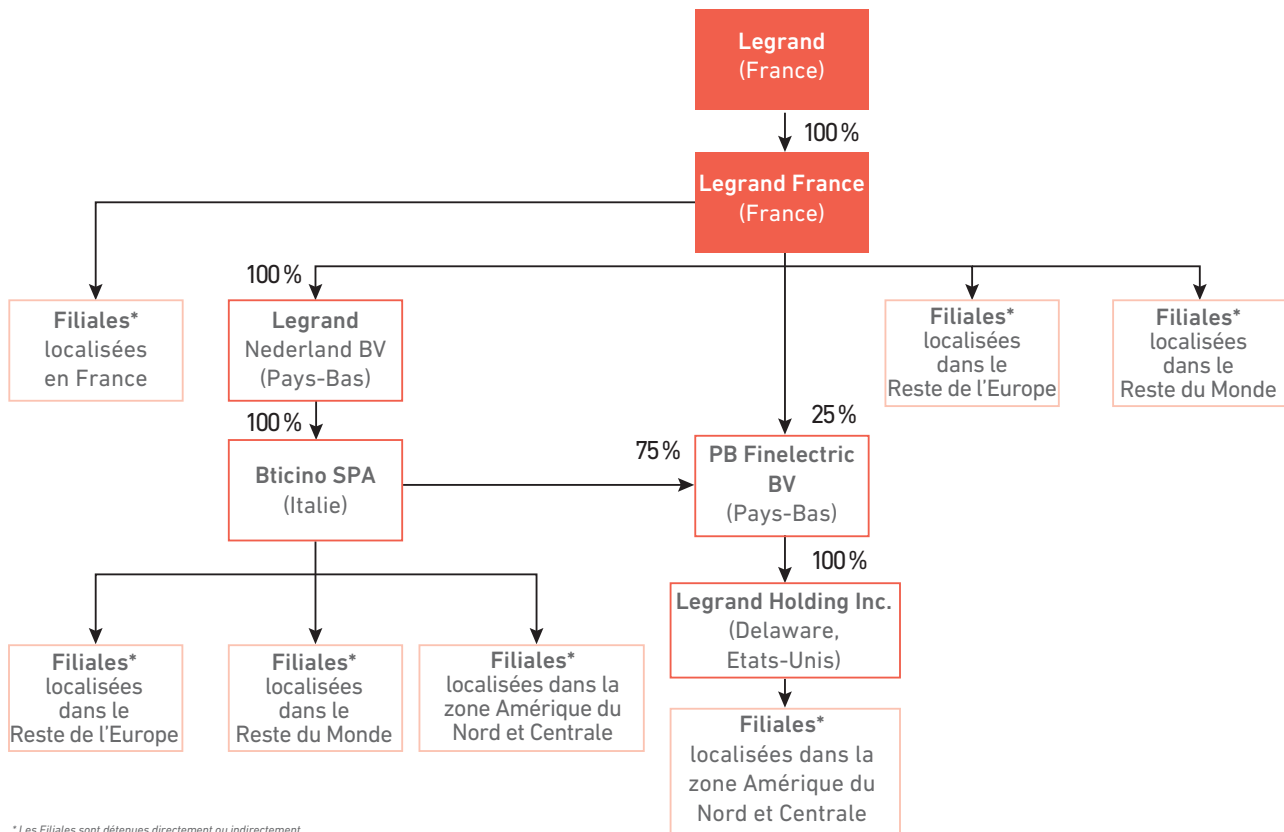 Legrand
(France)
100 %
Legrand France
(France)
100 %
Filiales*
localisées
en France
Legrand
Nederland BV
(Pays-Bas)
Filiales*
localisées
dans le
Reste de l’Europe
Filiales*
localisées
dans le
Reste du Monde
100 %
25 %
75 %
Bticino SPA
(Italie)
PB Finelectric
BV
(Pays-Bas)
100 %
Legrand Holding Inc.
(Delaware,
Etats-Unis)
Filiales*
localisées
dans le
Reste de l’Europe
Filiales*
localisées
dans le
Reste du Monde
Filiales*
localisées dans la
zone Amérique du
Nord et Centrale
Filiales*
localisées dans la
zone Amérique du
Nord et Centrale
* Les Filiales sont détenues directement ou indirectement